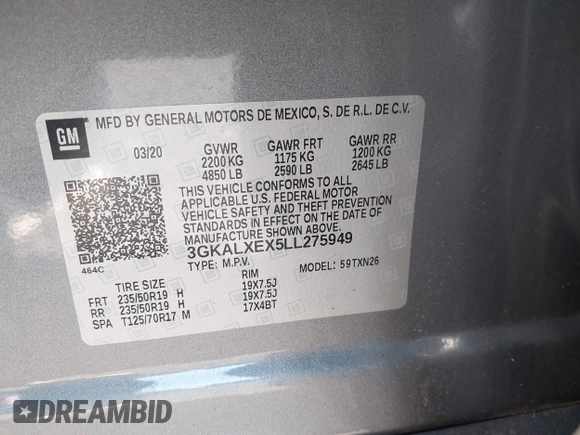 GM
MFD BY GENERAL MOTORS DE MEXICO, S. DE R.L. DE C.V.
03/20 GVWR GAWR FRT GAWR RR
2200 KG 1175 KG 1200 KG
4850 LB 2590 LB 2645 LB
THIS VEHICLE CONFORMS TO ALL
APPLICABLE U.S. FEDERAL MOTOR
VEHICLE SAFETY AND THEFT PREVENTION
STANDARDS IN EFFECT ON THE DATE OF
MANUFACTURE SHOWN ABOVE.
3GKALXEX5LL275949
464C TYPE: M.P.V. MODEL: 59TXN26
TIRE SIZE RIM
FRT 235/50R19 H 19X7.5J
RR 235/50R19 H 19X7.5J
SPA T125/70R17 M 17X4BT
DREAMBID